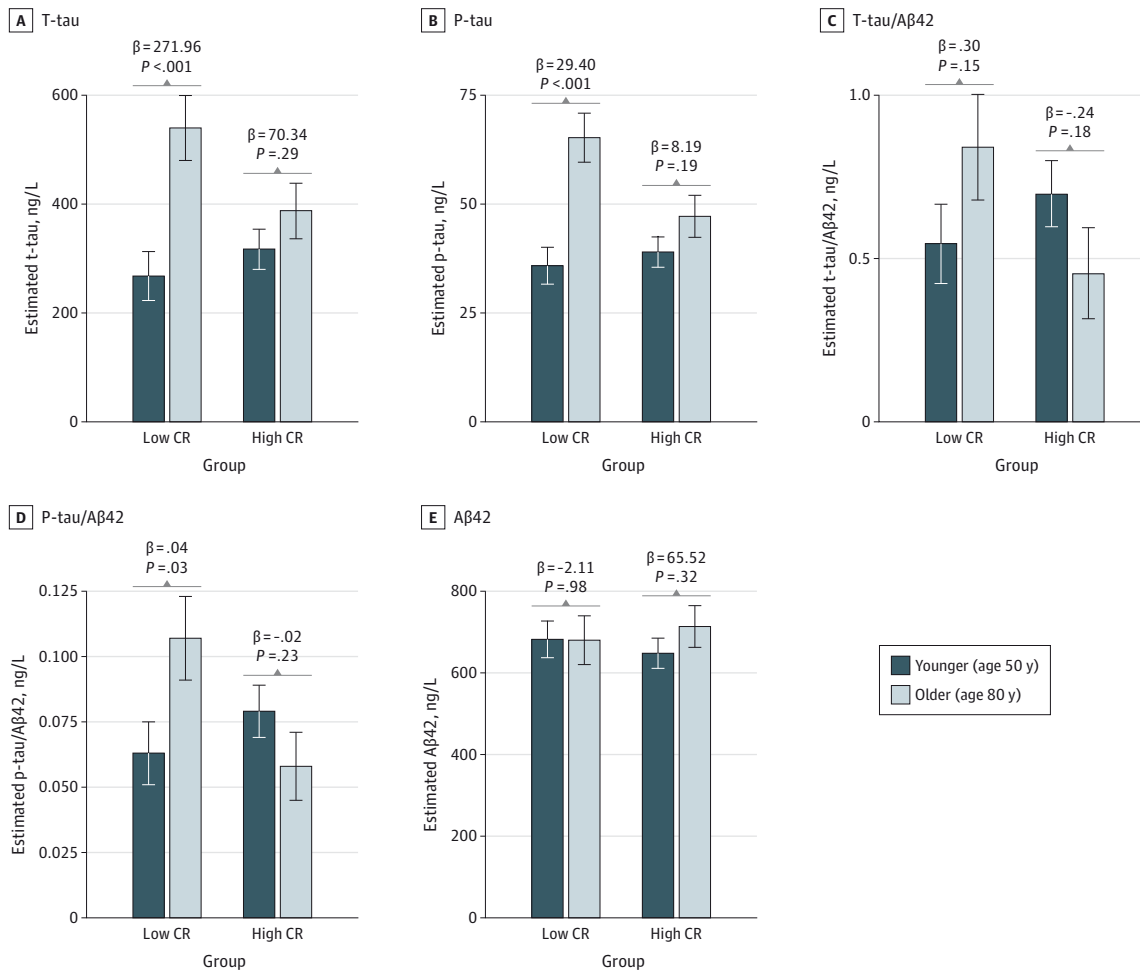 A T-tau
β=271.96
P <.001
β=70.34
P =.29
600
400
200
0
Estimated t-tau, ng/L
Low CR
High CR
Group
B P-tau
β=29.40
P <.001
β=8.19
P =.19
75
50
25
0
Estimated p-tau, ng/L
Low CR
High CR
Group
C T-tau/Aβ42
β=.30
P =.15
β=-.24
P =.18
1.0
0.5
0
Estimated t-tau/Aβ42, ng/L
Low CR
High CR
Group
D P-tau/Aβ42
β=.04
P =.03
β=-.02
P =.23
0.125
0.100
0.075
0.050
0.025
0
Estimated p-tau/Aβ42, ng/L
Low CR
High CR
Group
E Aβ42
β=-2.11
P =.98
β=65.52
P =.32
800
600
400
200
0
Estimated Aβ42, ng/L
Low CR
High CR
Group
Younger (age 50 y)
Older (age 80 y)